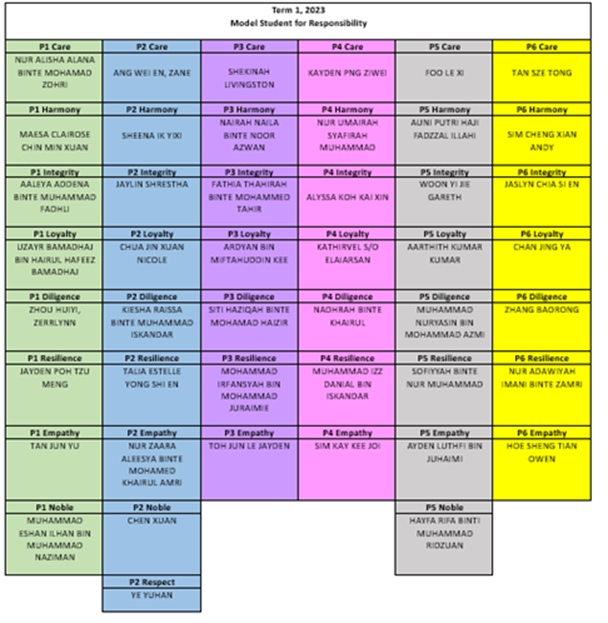 Term 1, 2023
Model Student for Responsibility
P1 Care
P2 Care
P3 Care
P4 Care
P5 Care
P6 Care
NUR ALISHA ALANA
BINTE MOHAMAD
ZOHRI
ANG WEI EN, ZANE
SHEKINAH
LIVINGSTON
KAYDEN PNG ZIWEI
FOO LE XI
TAN SZE TONG
P1 Harmony
P2 Harmony
P3 Harmony
P4 Harmony
P5 Harmony
P6 Harmony
MAESA CLAIROSE
CHIN MIN XUAN
SHEENA IK YIXI
NAIRAH NAILA
BINTE NOOR
AZWAN
NUR UMAIRAH
SYAFIRAH
MUHAMMAD
AUNI PUTRI HAJI
FADZZAL ILLAHI
SIM CHENG XIAN
ANDY
P1 Integrity
P2 Integrity
P3 Integrity
P4 Integrity
P5 Integrity
P6 Integrity
AALEYA ADDENA
BINTE MUHAMMAD
FADHLI
JAYLIN SHRESTHA
FATHIA THAHIRAH
BINTE MOHAMMED
TAHIR
ALYSSA KOH KAI XIN
WOON YI JIE
GARETH
JASLYN CHIA SI EN
P1 Loyalty
P2 Loyalty
P3 Loyalty
P4 Loyalty
P5 Loyalty
P6 Loyalty
UZAYR BAMADHAJ
BIN HAIRUL HAFEEZ
BAMADHAJ
CHUA JIN XUAN
NICOLE
ARDYAN BIN
MIFTAHUDDIN KEE
KATHIRVEL S/O
ELAIARSAN
AARTHITH KUMAR
KUMAR
CHAN JING YA
P1 Diligence
P2 Diligence
P3 Diligence
P4 Diligence
P5 Diligence
P6 Diligence
ZHOU HUIYI,
ZERRLYNN
KIESHA RAISSA
BINTE MUHAMMAD
ISKANDAR
SITI HAZIQAH BINTE
MOHAMAD HAIZIR
NADHRAH BINTE
KHAIRUL
MUHAMMAD
NURYASIN BIN
MOHAMMAD AZMI
ZHANG BAORONG
P1 Resilience
P2 Resilience
P3 Resilience
P4 Resilience
P5 Resilience
P6 Resilience
JAYDEN POH TZU
MENG
TALIA ESTELLE
YONG SHI EN
MOHAMMAD
IRFANSYAH BIN
MOHAMMAD
JURAIMIE
MUHAMMAD IZZ
DANIAL BIN
ISKANDAR
SOFIYYAH BINTE
NUR MUHAMMAD
NUR ADAWIYAH
IMANI BINTE ZAMRI
P1 Empathy
P2 Empathy
P3 Empathy
P4 Empathy
P5 Empathy
P6 Empathy
TAN JUN YU
NUR ZAARA
ALEESYA BINTE
MOHAMED
KHAIRUL AMRI
TOH JUN LE JAYDEN
SIM KAY KEE JOI
AYDEN LUTHFI BIN
JUHAIMI
HOE SHENG TIAN
OWEN
P1 Noble
P2 Noble
P5 Noble
MUHAMMAD
ESHAN ILHAN BIN
MUHAMMAD
NAZIMAN
CHEN XUAN
HAYFA RIFA BINTI
MUHAMMAD
RIDZUAN
P2 Respect
YE YUHAN